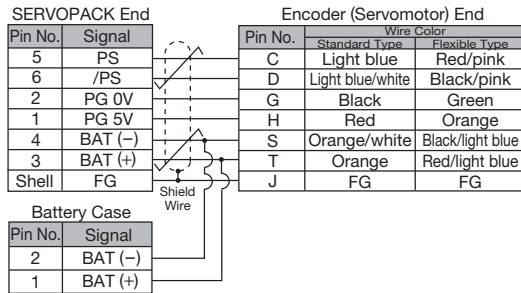 SERVOPACK End
Pin No. Signal
5 PS
6 /PS
2 PG 0V
1 PG 5V
4 BAT (−)
3 BAT (+)
Shell FG
Shield
Wire
Encoder (Servomotor) End
Pin No. Wire Color
Standard Type Flexible Type
C Light blue Red/pink
D Light blue/white Black/pink
G Black Green
H Red Orange
S Orange/white Black/light blue
T Orange Red/light blue
J FG FG
Battery Case
Pin No. Signal
2 BAT (−)
1 BAT (+)